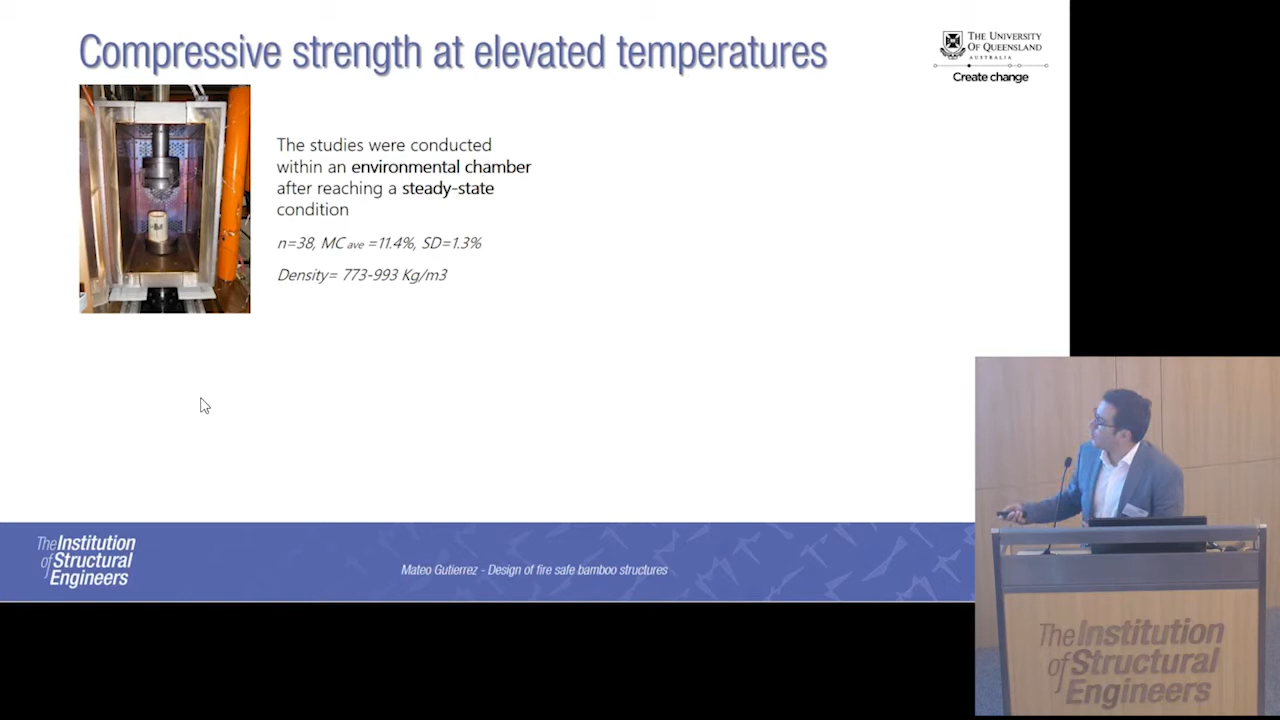 Compressive strength at elevated temperatures
THE UNIVERSITY
OF QUEENSLAND
AUSTRALIA
Create change
The studies were conducted
within an environmental chamber
after reaching a steady-state
condition
n=38, MC ave =11.4%, SD=1.3%
Density= 773-993 Kg/m3
The Institution
of Structural
Engineers
Mateo Gutierrez - Design of fire safe bamboo structures
The Institution
of Structural
Engineers